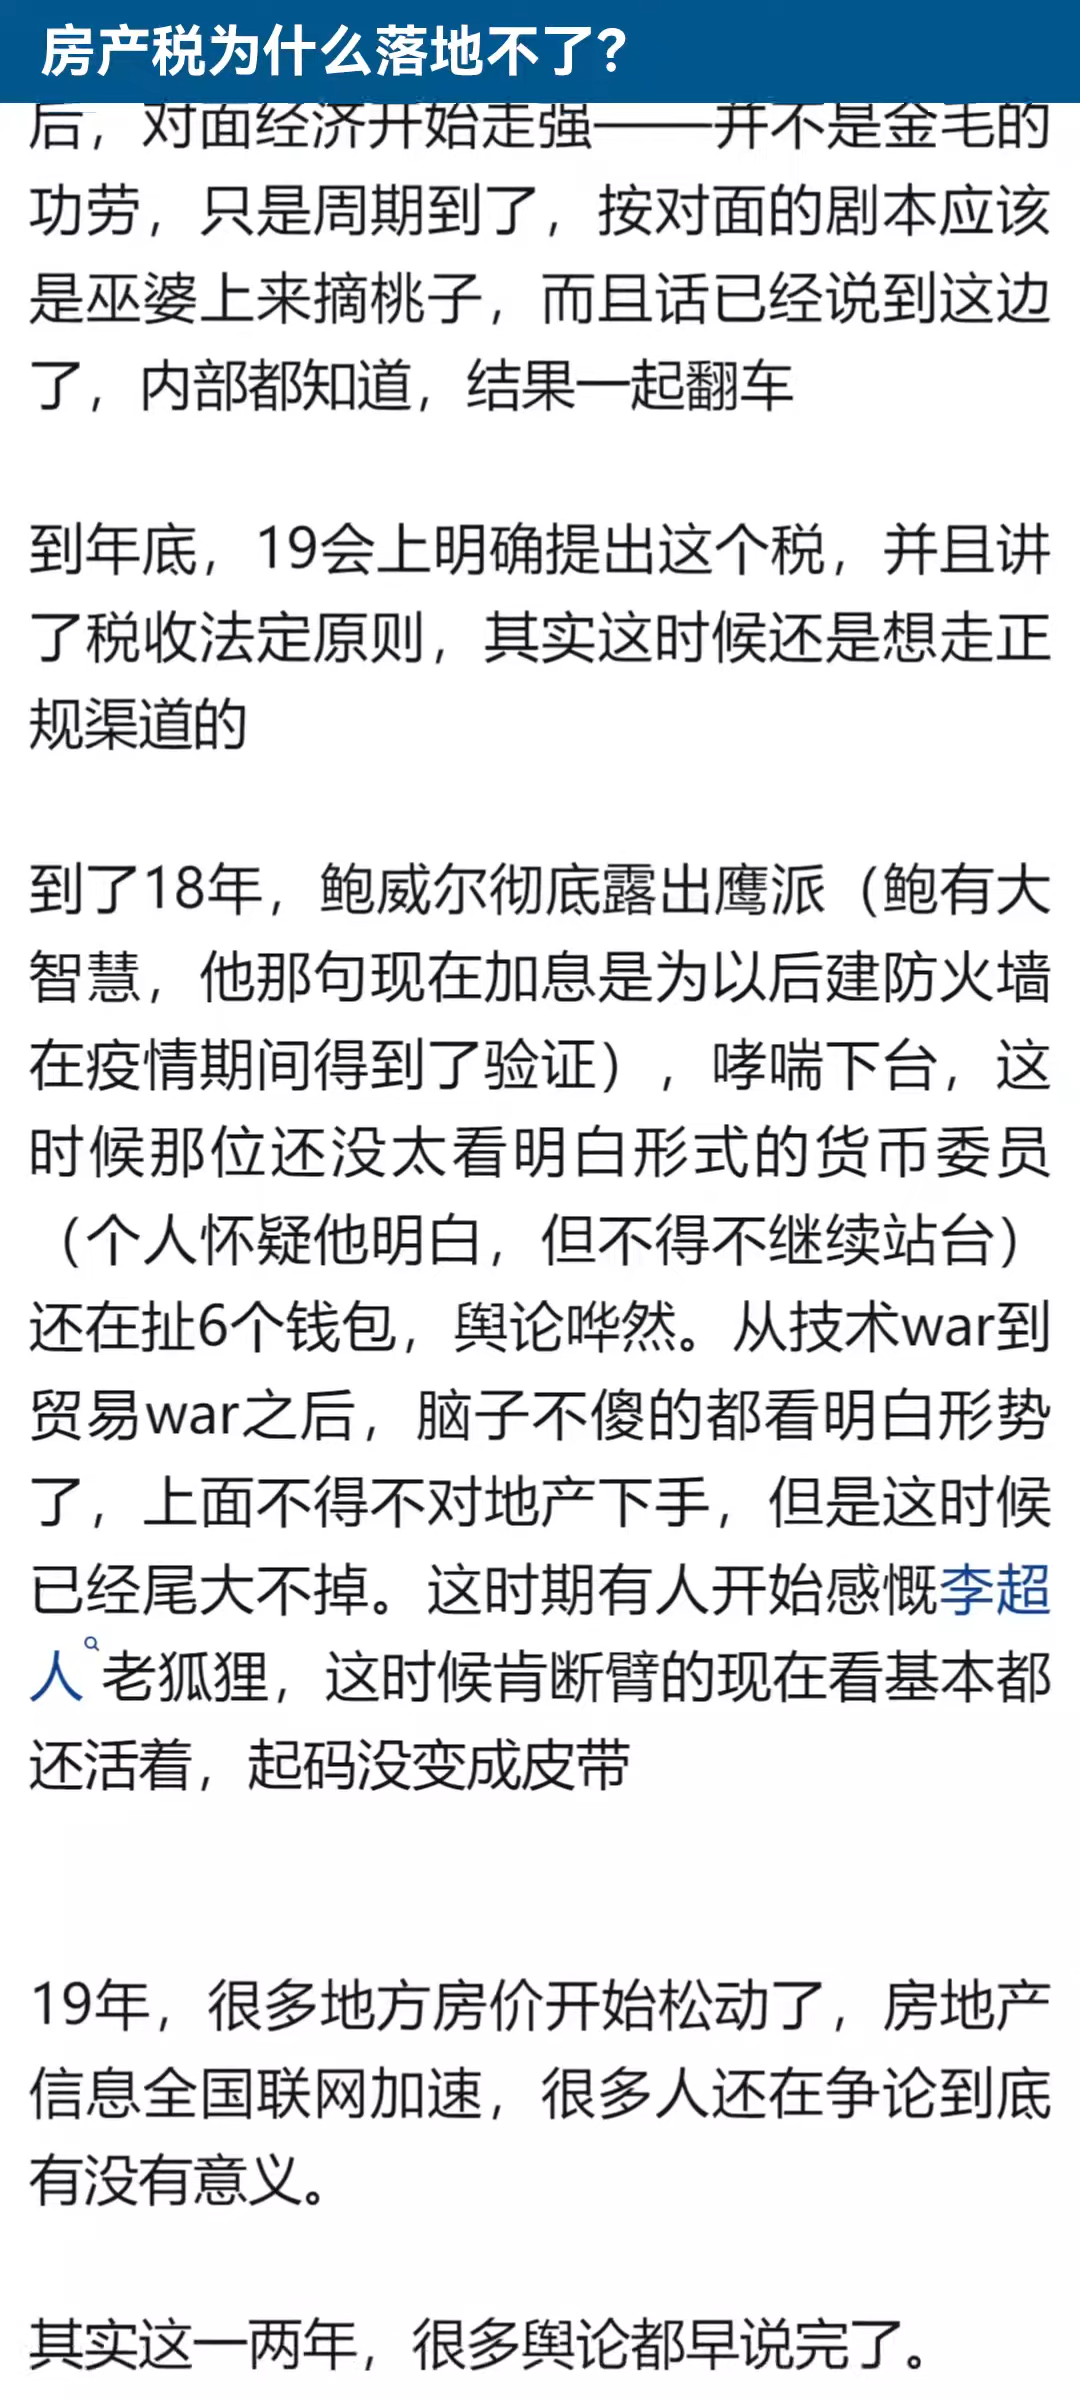 房产税为什么落地不了？
后，对面经济开始走强——并不是金毛的
功劳，只是周期到了，按对面的剧本应该
是巫婆上来摘桃子，而且话已经说到这边
了，内部都知道，结果一起翻车
到年底，19会上明确提出这个税，并且讲
了税收法定原则，其实这时候还是想走正
规渠道的
到了18年，鲍威尔彻底露出鹰派（鲍有大
智慧，他那句现在加息是为以后建防火墙
在疫情期间得到了验证），哮喘下台，这
时候那位还没太看明白形式的货币委员
（个人怀疑他明白，但不得不继续站台）
还在扯6个钱包，舆论哗然。从技术war到
贸易war之后，脑子不傻的都看明白形势
了，上面不得不对地产下手，但是这时候
已经尾大不掉。这时期有人开始感慨李超
人老狐狸，这时候肯断臂的现在看基本都
还活着，起码没变成皮带
19年，很多地方房价开始松动了，房地产
信息全国联网加速，很多人还在争论到底
有没有意义。
其实这一两年，很多舆论都早说完了。